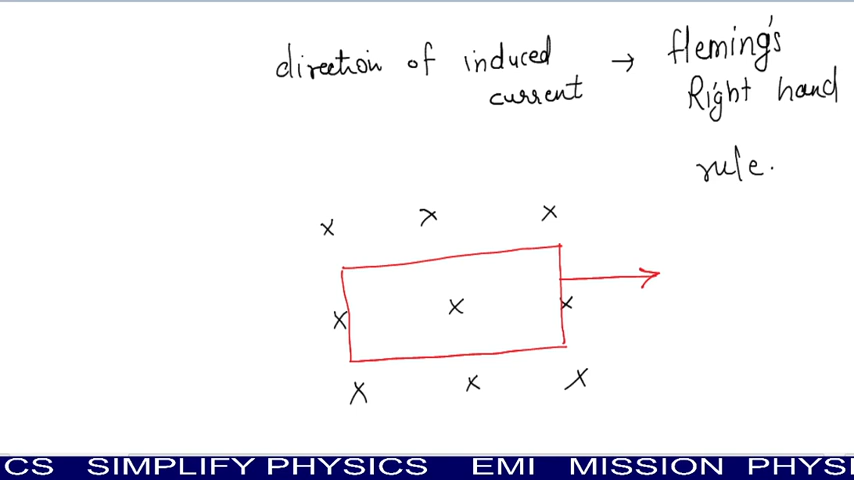 direction of induced → fleming's
current Right hand
rule.
x x x
x x x
x x x
CS SIMPLIFY PHYSICS EMI MISSION PHYS